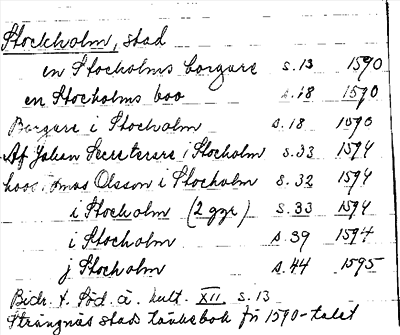 Stockholm, stad
en Stocholms borgare s. 13 1590
en Stocholms boo s. 18 1590
Borgare i Stocholm s. 18 1590
Af Johan Secreterare i Stocholm s. 33 1594
hoos Olsson i Stocholm s. 32 1594
i Stocholm (2 ggr) s. 33 1594
i Stocholm s. 39 1594
j Stocholm s. 44 1595
Bidr. t. Söd. ä. kult. XII s. 13
Strängnäs stads tänkebok fr 1590-talet